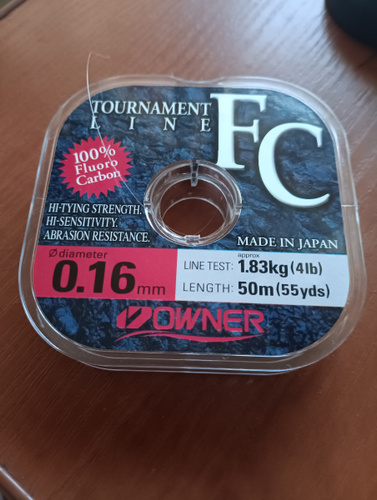 TOURNAMENT
LINE
FC
100%
Fluoro
Carbon
HI-TYING STRENGTH.
HI-SENSITIVITY.
ABRASION RESISTANCE.
MADE IN JAPAN
Ødiameter
0.16mm
approx
LINE TEST: 1.83kg (4lb)
LENGTH: 50m (55yds)
OWNER